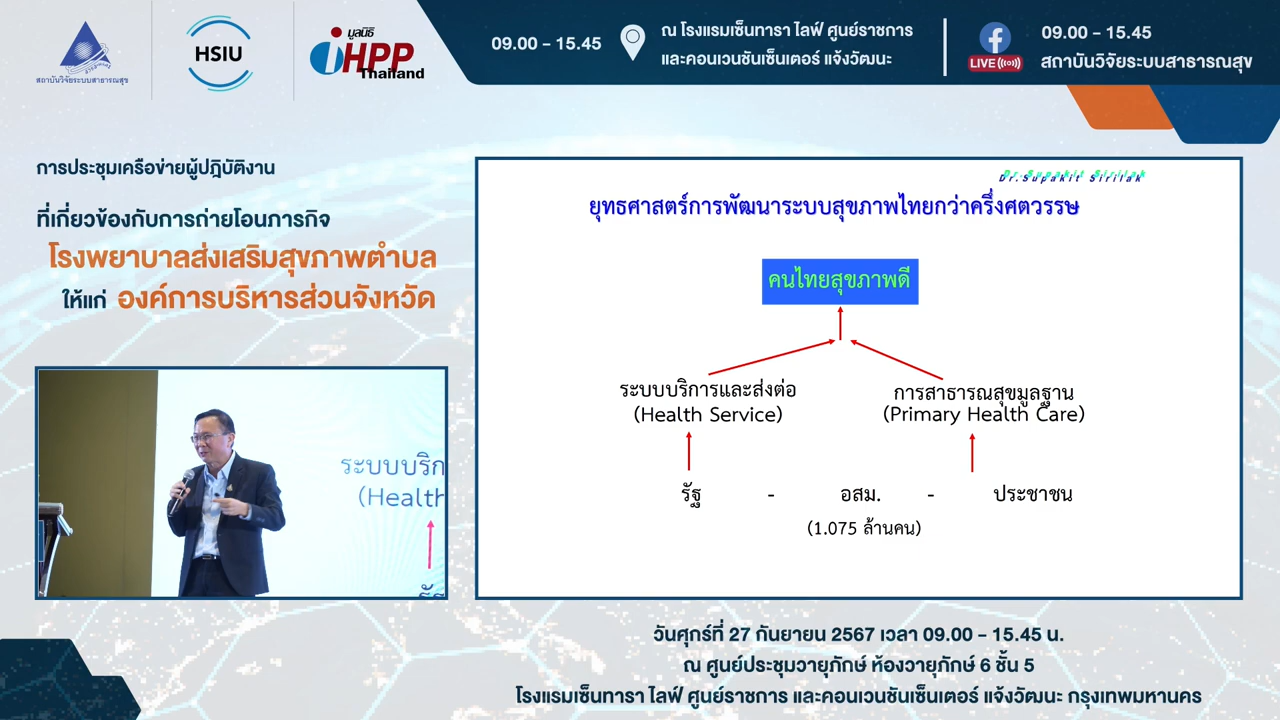 สถาบันวิจัยระบบสาธารณสุข
HSIU
มูลนิธิ
iHPP
Thailand
09.00 - 15.45
ณ โรงแรมเซ็นทารา ไลฟ์ ศูนย์ราชการ
และคอนเวนชันเซ็นเตอร์ แจ้งวัฒนะ
LIVE
09.00 - 15.45
สถาบันวิจัยระบบสาธารณสุข
การประชุมเครือข่ายผู้ปฏิบัติงาน
ที่เกี่ยวข้องกับการถ่ายโอนภารกิจ
โรงพยาบาลส่งเสริมสุขภาพตำบล
ให้แก่ องค์การบริหารส่วนจังหวัด
ระบบบริก
(Health
รัฐ
Dr.Supakit Sirilak
ยุทธศาสตร์การพัฒนาระบบสุขภาพไทยกว่าครึ่งศตวรรษ
คนไทยสุขภาพดี
ระบบบริการและส่งต่อ
(Health Service)
การสาธารณสุขมูลฐาน
(Primary Health Care)
รัฐ - อสม. - ประชาชน
(1.075 ล้านคน)
วันศุกร์ที่ 27 กันยายน 2567 เวลา 09.00 - 15.45 น.
ณ ศูนย์ประชุมวายุภักษ์ ห้องวายุภักษ์ 6 ชั้น 5
โรงแรมเซ็นทารา ไลฟ์ ศูนย์ราชการ และคอนเวนชันเซ็นเตอร์ แจ้งวัฒนะ กรุงเทพมหานคร